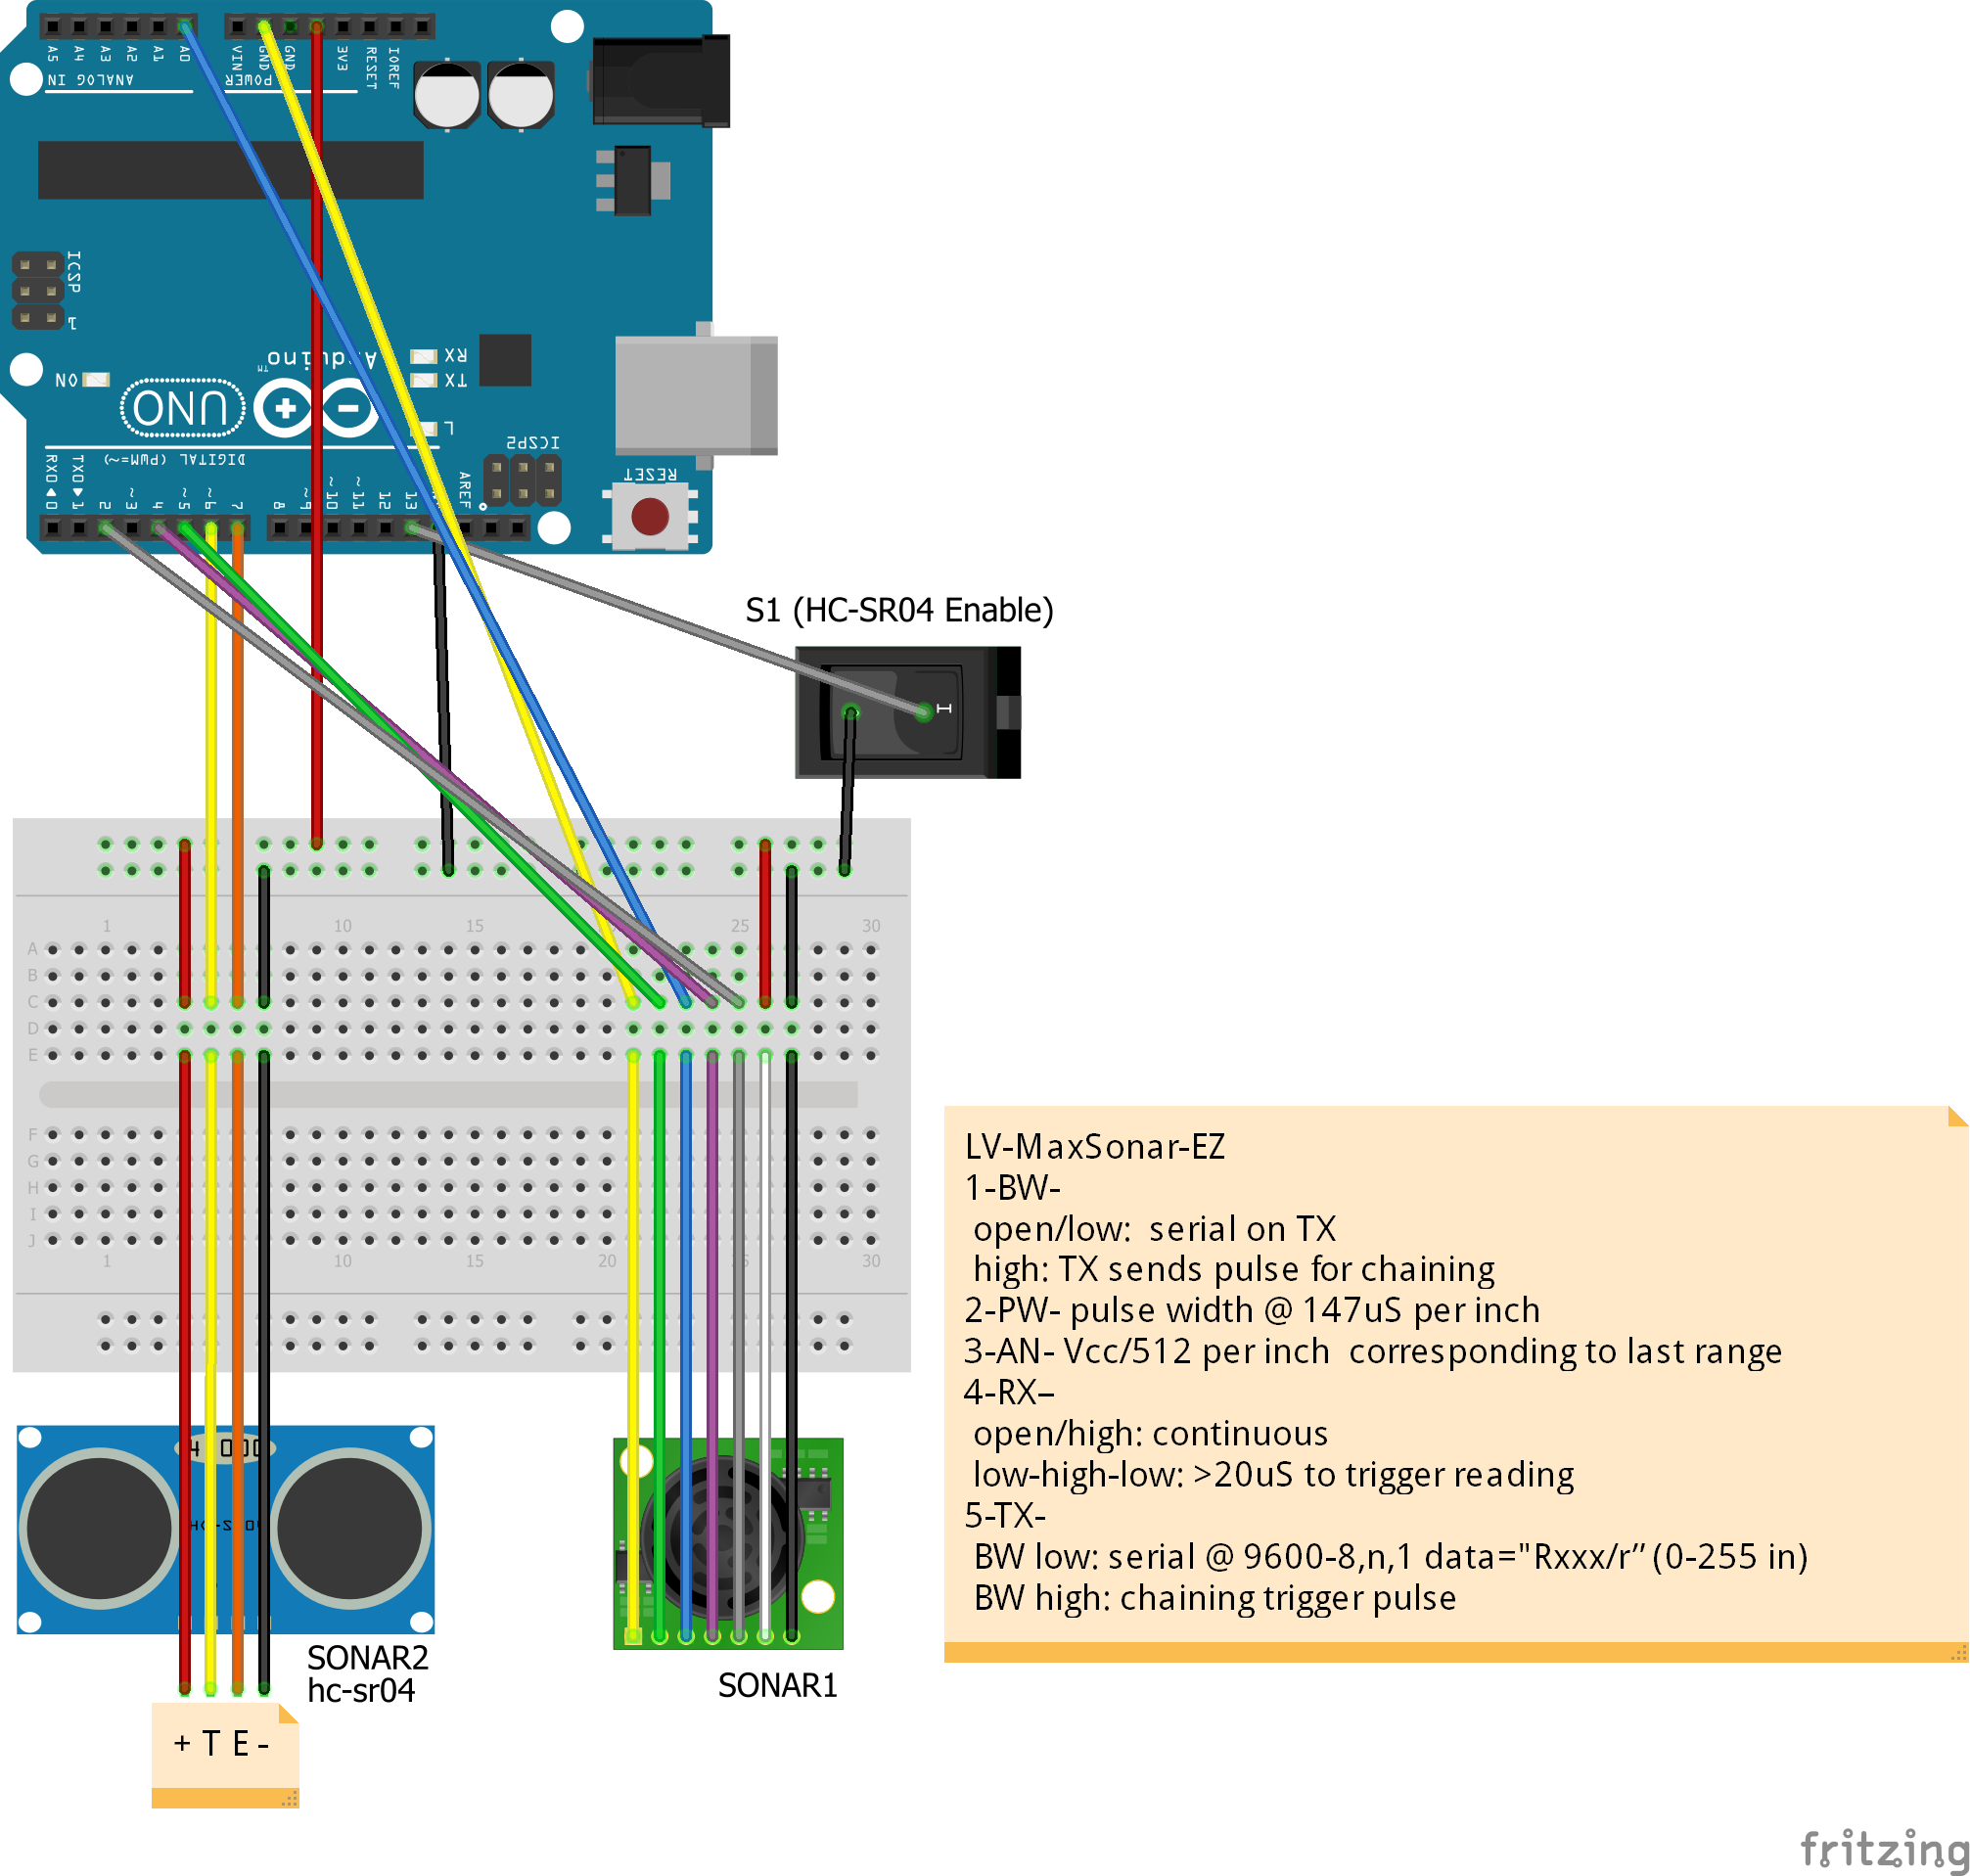 A5 A4 A3 A2 A1 A0 VIN GND GND 3V3 RESET IOREF
ANALOG IN POWER
ICSP
1
Arduino
TM
RX
TX
ON
UNO
L
ICSP2
RX0 TX0 DIGITAL (PWM=~)
AREF
RESET
0 1 2 ~3 4 ~5 ~6 7 8 ~9 ~10 ~11 12 13
S1 (HC-SR04 Enable)
I
1 10 15 25 30
A
B
C
D
E
F
G
H
I
J
1 10 15 20 30
LV-MaxSonar-EZ
1-BW-
open/low:  serial on TX
high: TX sends pulse for chaining
2-PW- pulse width @ 147uS per inch
3-AN- Vcc/512 per inch  corresponding to last range
4-RX–
open/high: continuous
low-high-low: >20uS to trigger reading
5-TX-
BW low: serial @ 9600-8,n,1 data="Rxxx/r” (0-255 in)
BW high: chaining trigger pulse
SONAR2
hc-sr04
SONAR1
+ T E -
fritzing